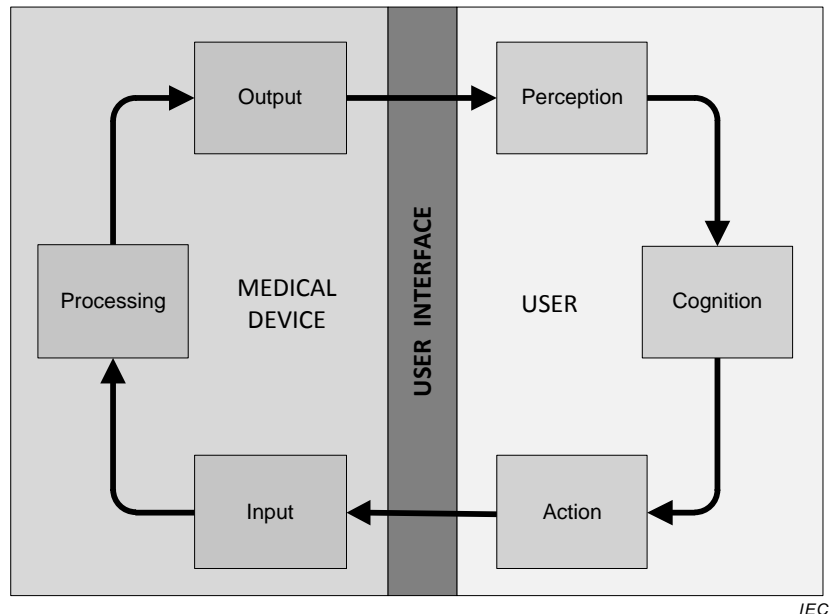 Output
Perception
USER INTERFACE
Processing
MEDICAL
DEVICE
USER
Cognition
Input
Action
IEC